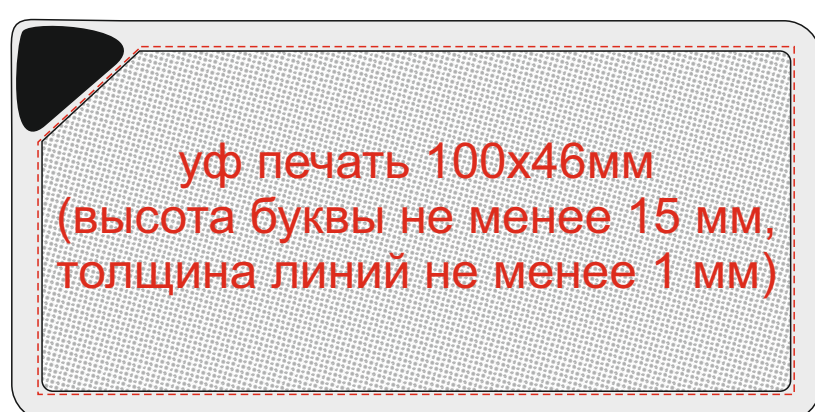 уф печать 100х46мм
(высота буквы не менее 15 мм,
толщина линий не менее 1 мм)